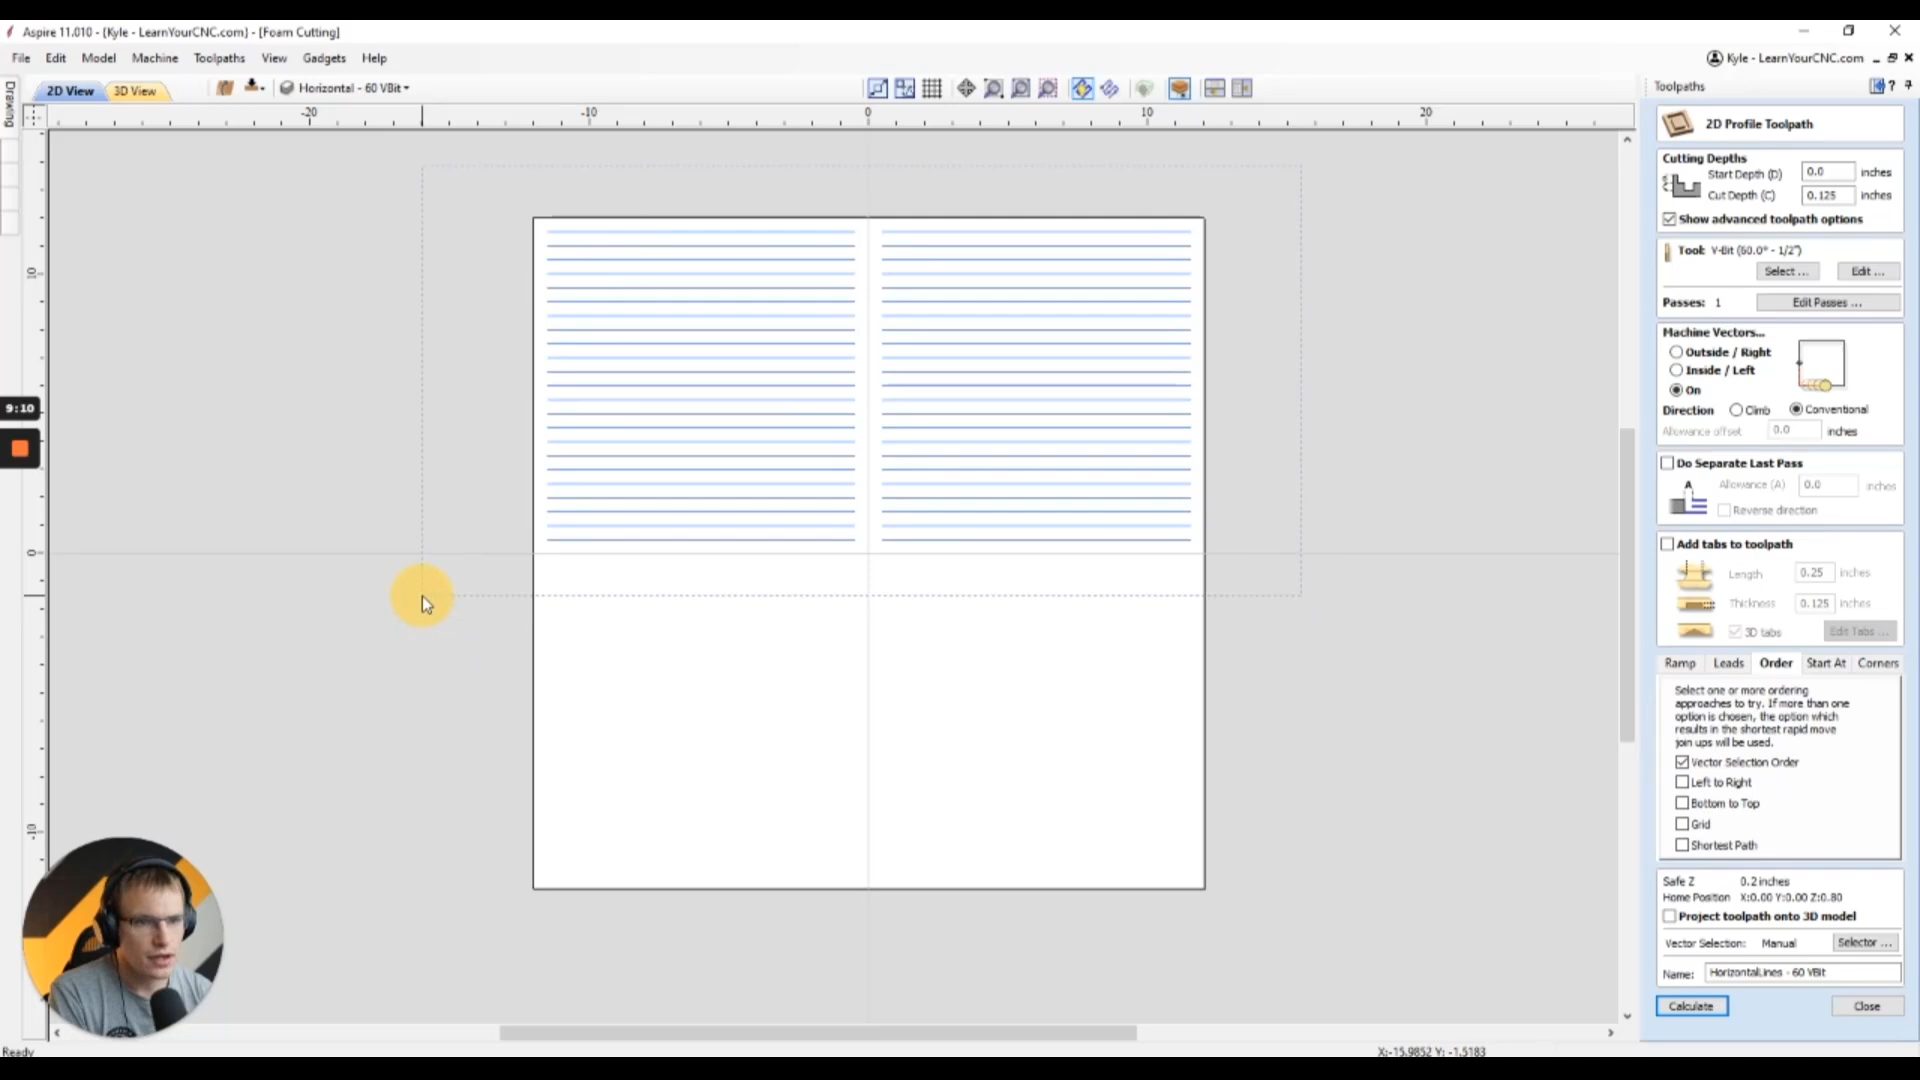 Aspire 11.010 - {Kyle - LearnYourCNC.com} - [Foam Cutting]
File Edit Model Machine Toolpaths View Gadgets Help
Kyle - LearnYourCNC.com
Drawing
2D View 3D View Horizontal - 60 VBit
-20 -10 0 10 20
10
0
-10
9:10
Toolpaths
2D Profile Toolpath
Cutting Depths
Start Depth (D) 0.0 inches
Cut Depth (C) 0.125 inches
Show advanced toolpath options
Tool: V-Bit (60.0° - 1/2")
Select ... Edit ...
Passes: 1 Edit Passes ...
Machine Vectors...
Outside / Right
Inside / Left
On
Direction Climb Conventional
Allowance offset 0.0 inches
Do Separate Last Pass
A Allowance (A) 0.0 inches
Reverse direction
Add tabs to toolpath
Length 0.25 inches
Thickness 0.125 inches
3D tabs Edit Tabs ...
Ramp Leads Order Start At Corners
Select one or more ordering
approaches to try. If more than one
option is chosen, the option which
results in the shortest rapid move
join ups will be used.
Vector Selection Order
Left to Right
Bottom to Top
Grid
Shortest Path
Safe Z 0.2 inches
Home Position X:0.00 Y:0.00 Z:0.80
Project toolpath onto 3D model
Vector Selection: Manual Selector ...
Name: HorizontalLines - 60 VBit
Calculate Close
Ready
X:-15.9852 Y: -1.5183